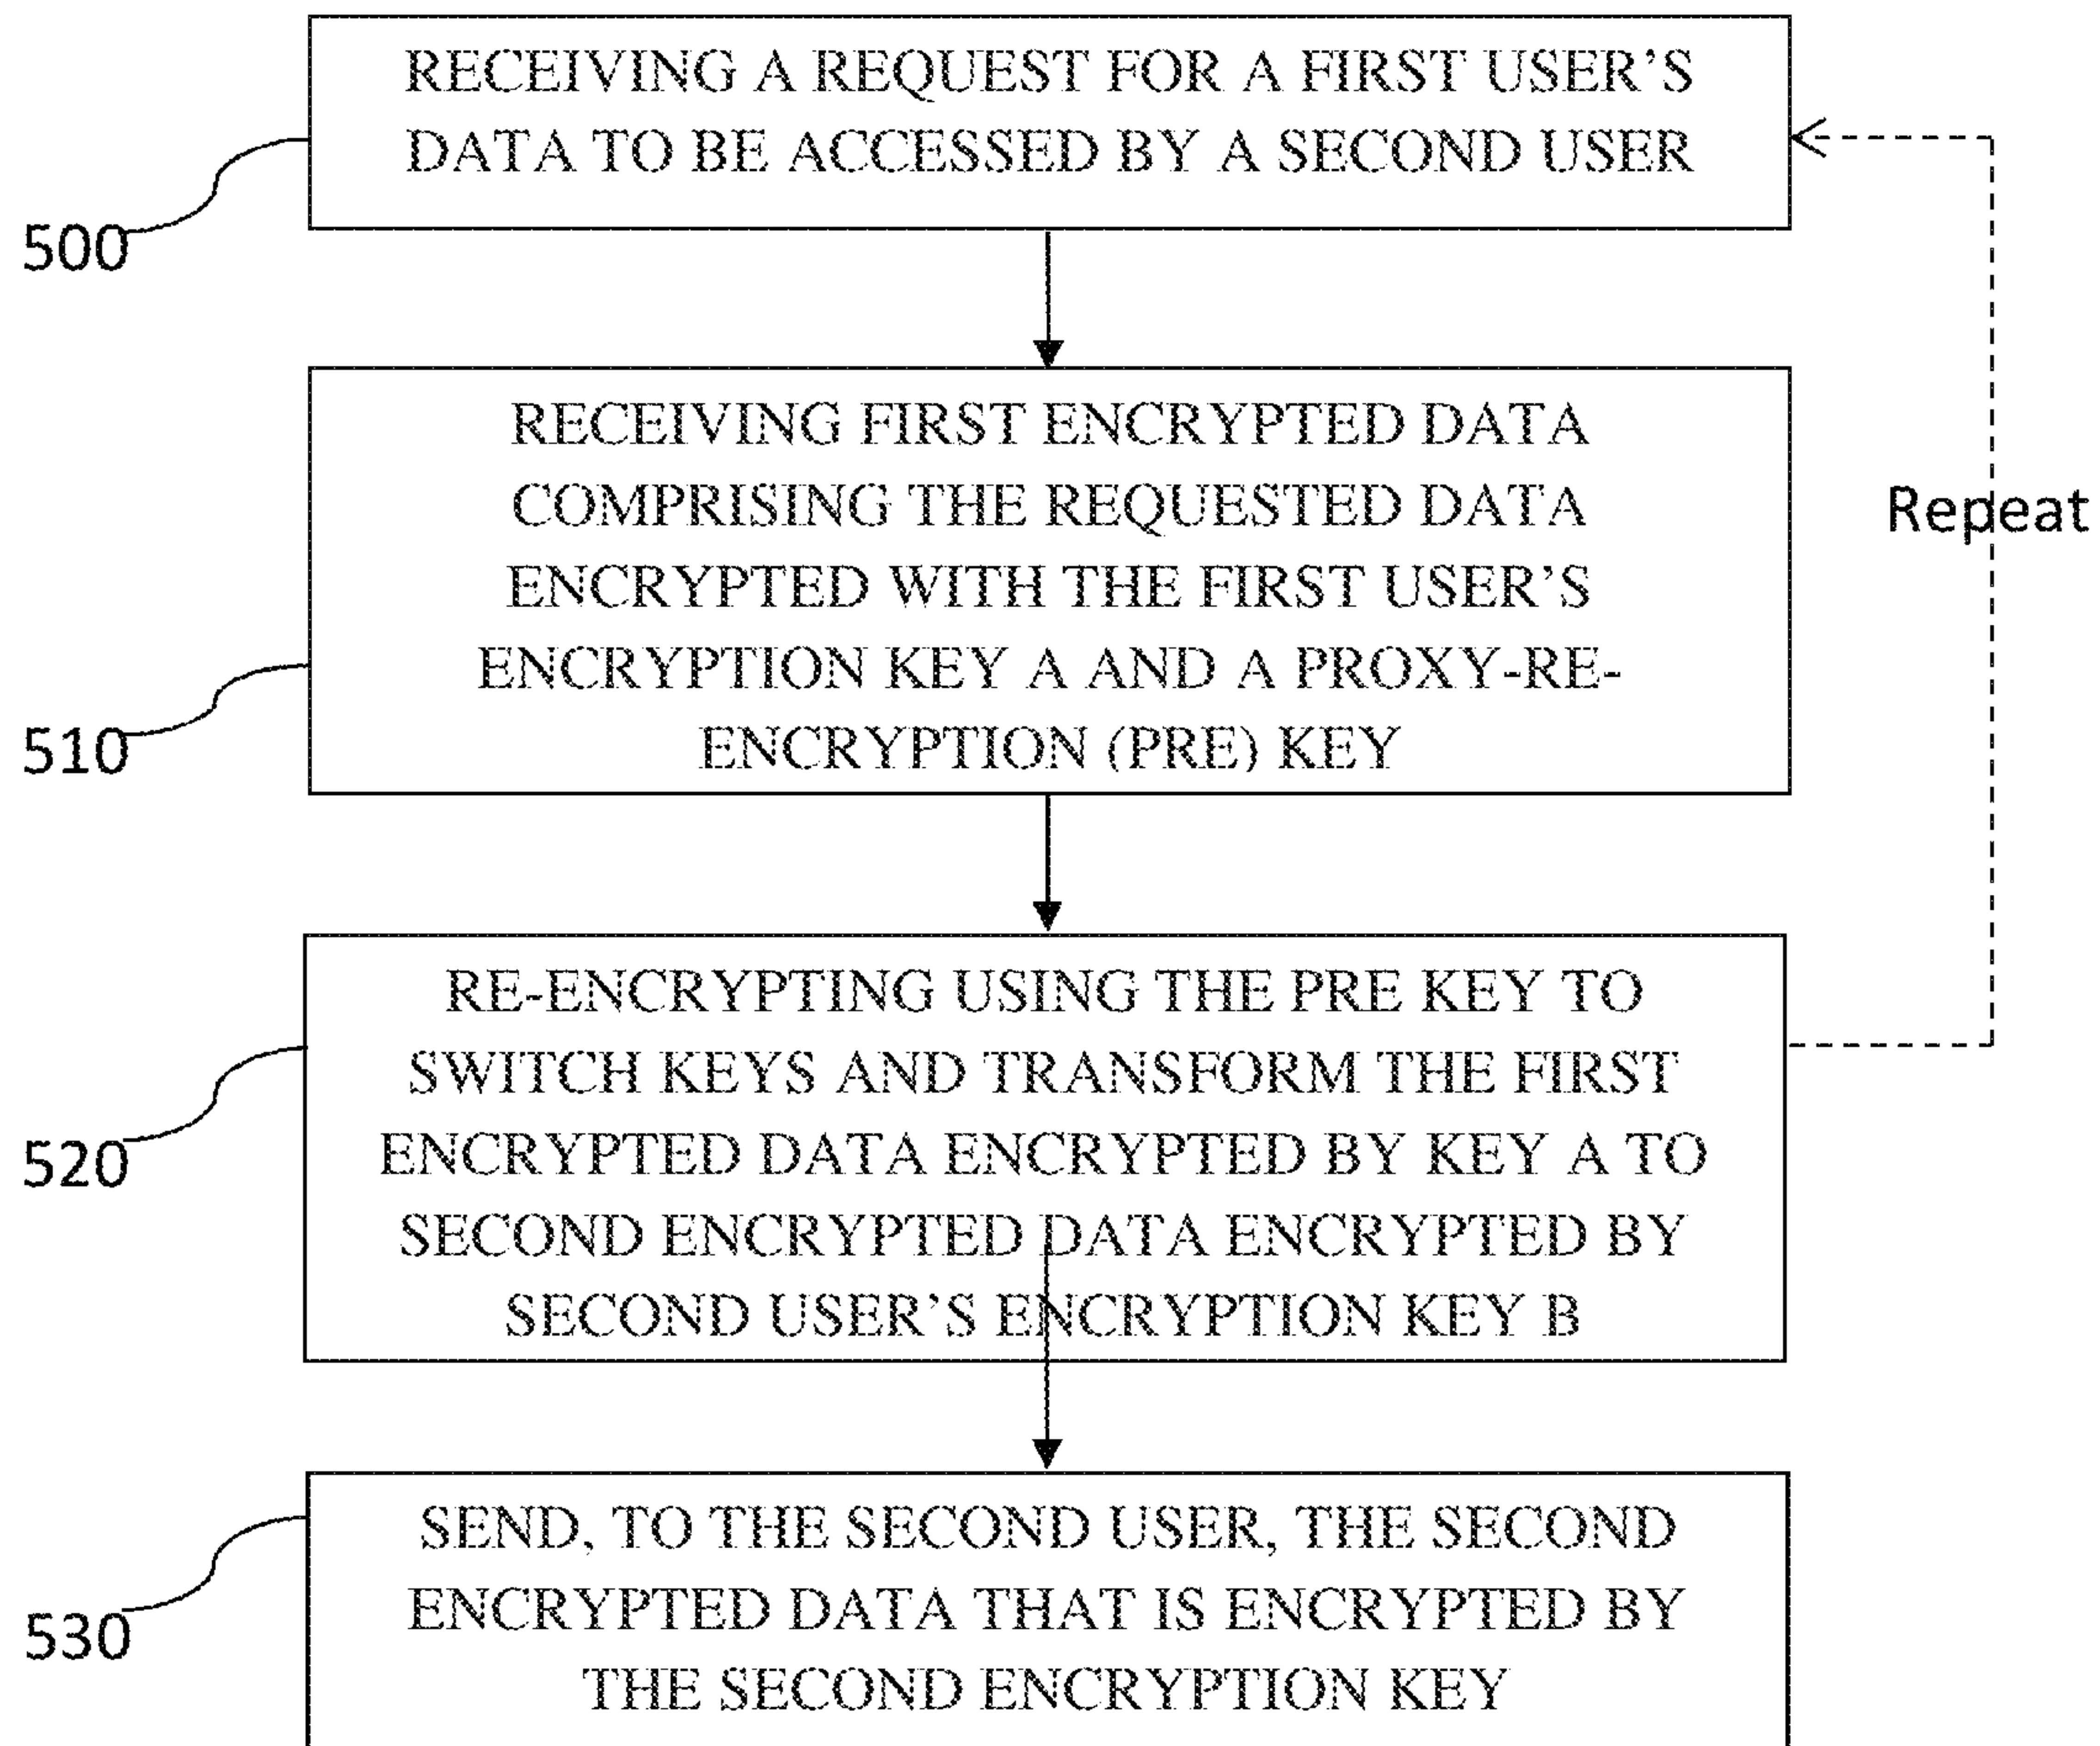 RECEIVING A REQUEST FOR A FIRST USER’S
DATA TO BE ACCESSED BY A SECOND USER
500
RECEIVING FIRST ENCRYPTED DATA
COMPRISING THE REQUESTED DATA
ENCRYPTED WITH THE FIRST USER’S
ENCRYPTION KEY A AND A PROXY-RE-
ENCRYPTION (PRE) KEY
510
Repeat
RE-ENCRYPTING USING THE PRE KEY TO
SWITCH KEYS AND TRANSFORM THE FIRST
ENCRYPTED DATA ENCRYPTED BY KEY A TO
SECOND ENCRYPTED DATA ENCRYPTED BY
SECOND USER’S ENCRYPTION KEY B
520
SEND, TO THE SECOND USER, THE SECOND
ENCRYPTED DATA THAT IS ENCRYPTED BY
THE SECOND ENCRYPTION KEY
530